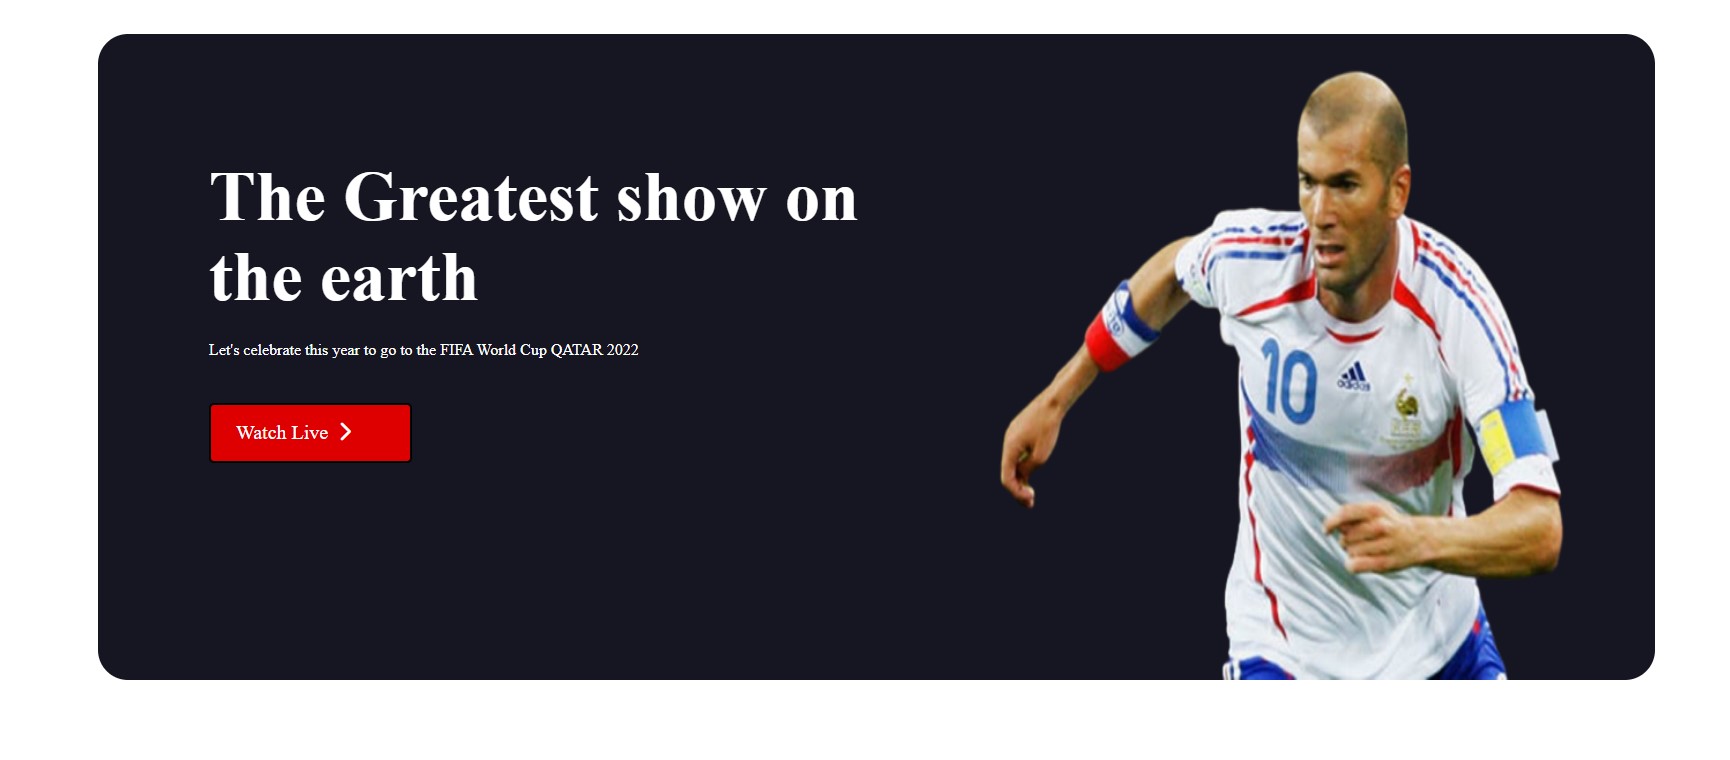 The Greatest show on
the earth
Let's celebrate this year to go to the FIFA World Cup QATAR 2022
Watch Live
10
adidas